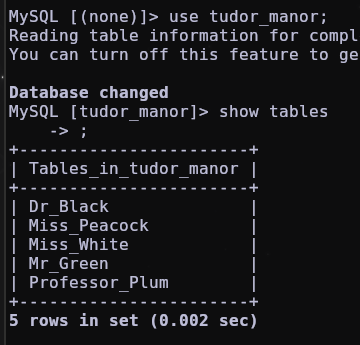 MySQL [(none)]> use tudor_manor;
Reading table information for compl
You can turn off this feature to ge
Database changed
MySQL [tudor_manor]> show tables
    -> ;
+-----------------------+
| Tables_in_tudor_manor |
+-----------------------+
| Dr_Black              |
| Miss_Peacock          |
| Miss_White            |
| Mr_Green              |
| Professor_Plum        |
+-----------------------+
5 rows in set (0.002 sec)